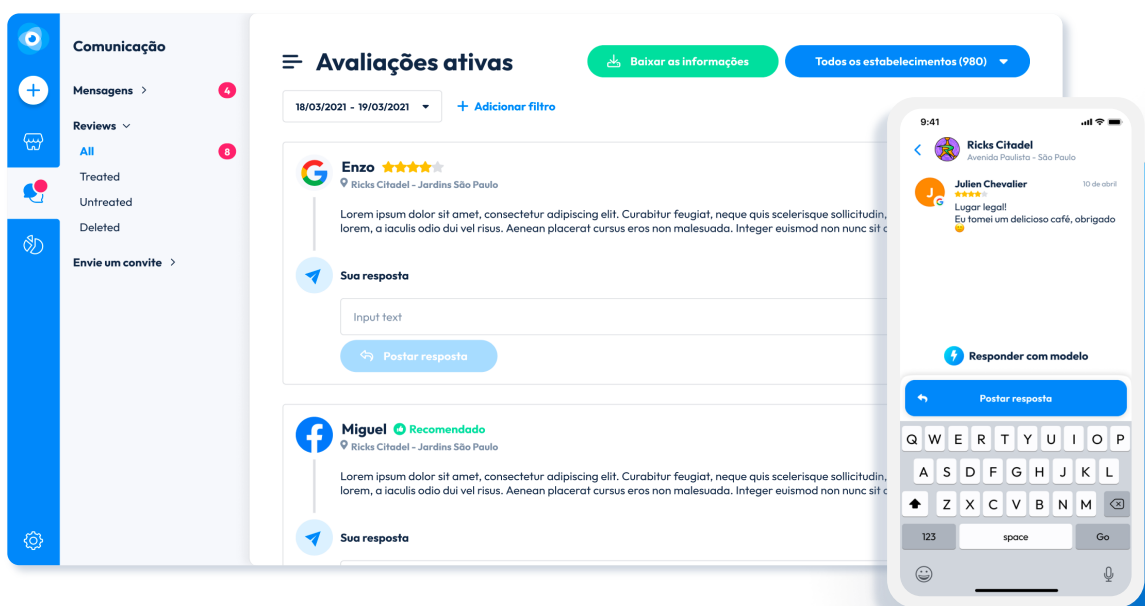 Comunicação
Mensagens
4
Reviews
All
8
Treated
Untreated
Deleted
Envie um convite
Avaliações ativas
Baixar as informações
Todos os estabelecimentos (980)
18/03/2021 - 19/03/2021
+ Adicionar filtro
Enzo
Ricks Citadel - Jardins São Paulo
Lorem ipsum dolor sit amet, consectetur adipiscing elit. Curabitur feugiat, neque quis scelerisque sollicitudin,
lorem, a iaculis odio dui vel risus. Aenean placerat cursus eros non malesuada. Integer euismod non nunc sit
Sua resposta
Input text
Postar resposta
Miguel Recomendado
Ricks Citadel - Jardins São Paulo
Lorem ipsum dolor sit amet, consectetur adipiscing elit. Curabitur feugiat, neque quis scelerisque sollicitudin,
lorem, a iaculis odio dui vel risus. Aenean placerat cursus eros non malesuada. Integer euismod non nunc sit
Sua resposta
9:41
Ricks Citadel
Avenida Paulista - São Paulo
J
Julien Chevalier
10 de abril
Lugar legal!
Eu tomei um delicioso café, obrigado
Responder com modelo
Postar resposta
Q W E R T Y U I O P
A S D F G H J K L
Z X C V B N M
123 space Go